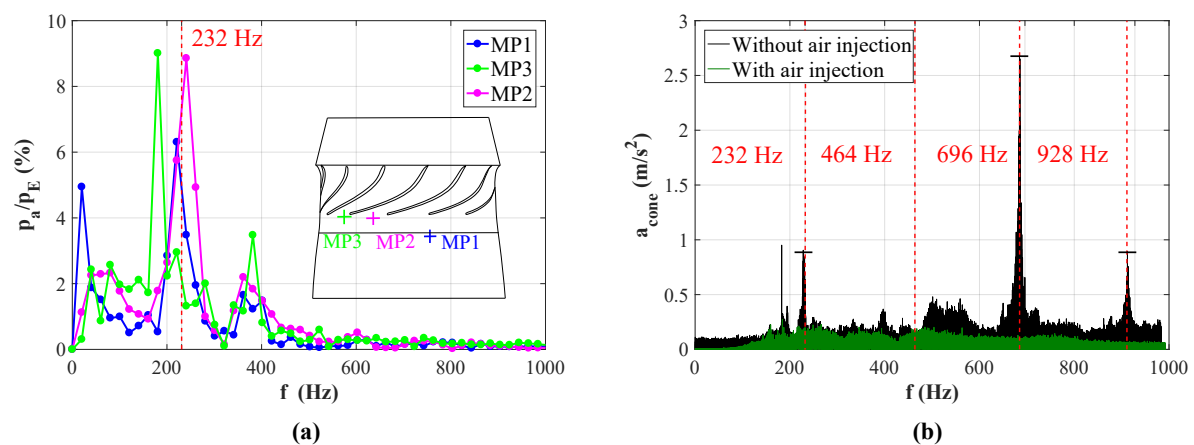 10
8
6
4
2
0
0
200
400
600
800
1000
p_a/p_E (%)
f (Hz)
232 Hz
MP1
MP3
MP2
MP3
MP2
MP1
(a)
3
2.5
2
1.5
1
0.5
0
0
200
400
600
800
1000
a_cone (m/s²)
f (Hz)
Without air injection
With air injection
232 Hz
464 Hz
696 Hz
928 Hz
(b)